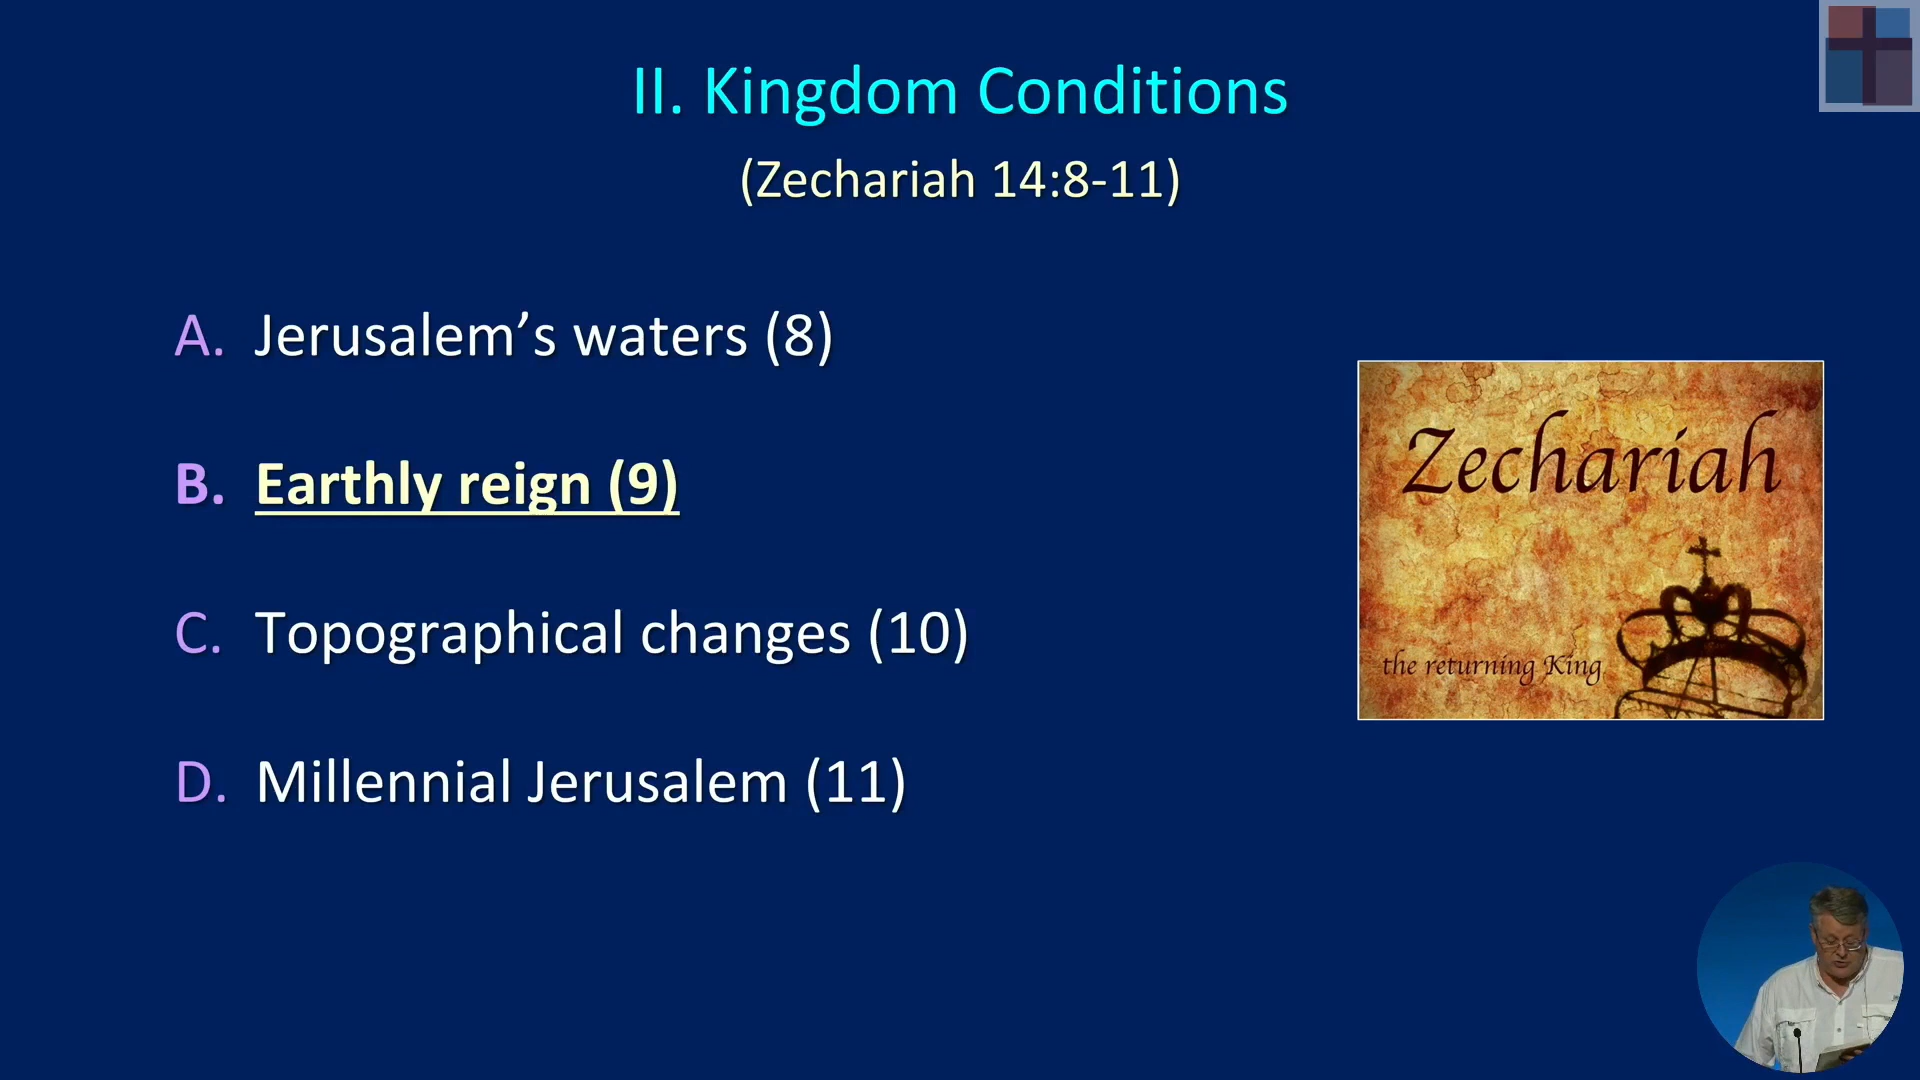 II. Kingdom Conditions
(Zechariah 14:8-11)
A. Jerusalem’s waters (8)
B. Earthly reign (9)
C. Topographical changes (10)
D. Millennial Jerusalem (11)
Zechariah
the returning King